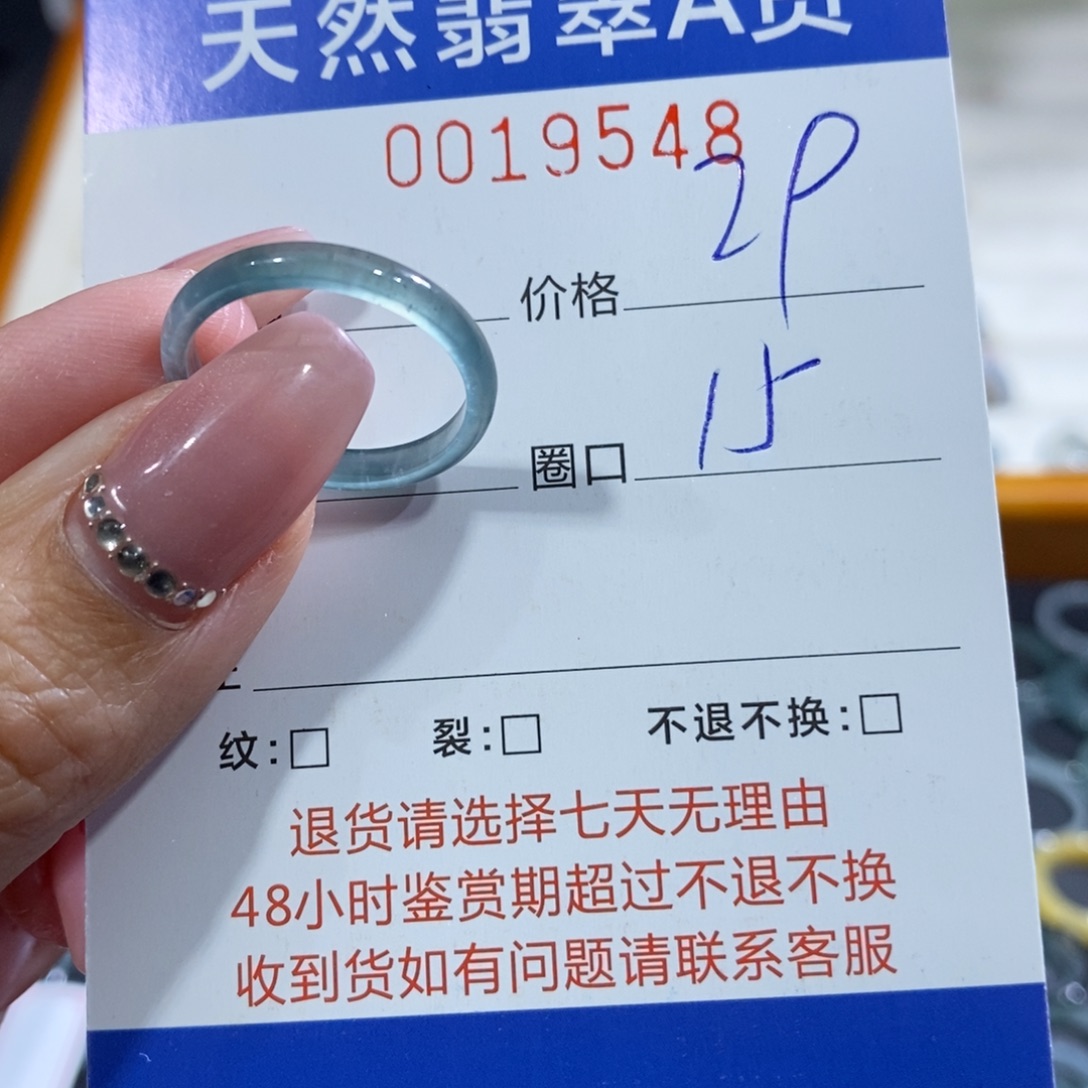 天然翡翠A货
0019548
价格 29
圈口 15
纹:□ 裂:□ 不退不换:□
退货请选择七天无理由
48小时鉴赏期超过不退不换
收到货如有问题请联系客服